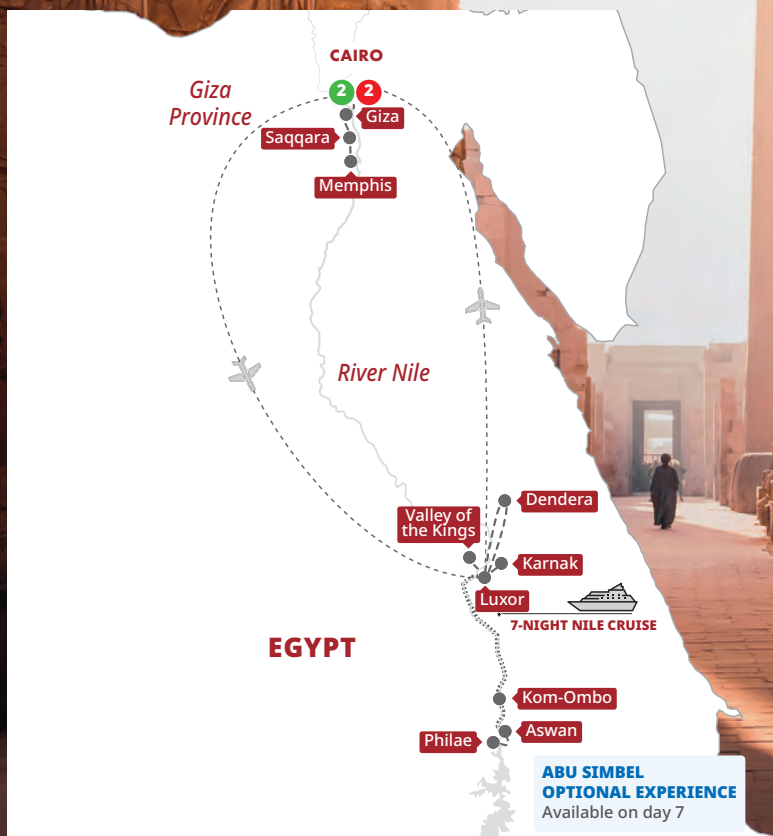 CAIRO
2 2
Giza
Province
Giza
Saqqara
Memphis
River Nile
Dendera
Valley of
the Kings
Karnak
Luxor
7-NIGHT NILE CRUISE
EGYPT
Kom-Ombo
Aswan
Philae
ABU SIMBEL
OPTIONAL EXPERIENCE
Available on day 7